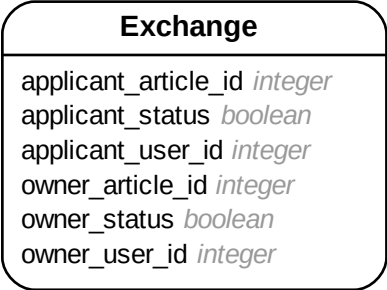 Exchange
applicant_article_id integer
applicant_status boolean
applicant_user_id integer
owner_article_id integer
owner_status boolean
owner_user_id integer